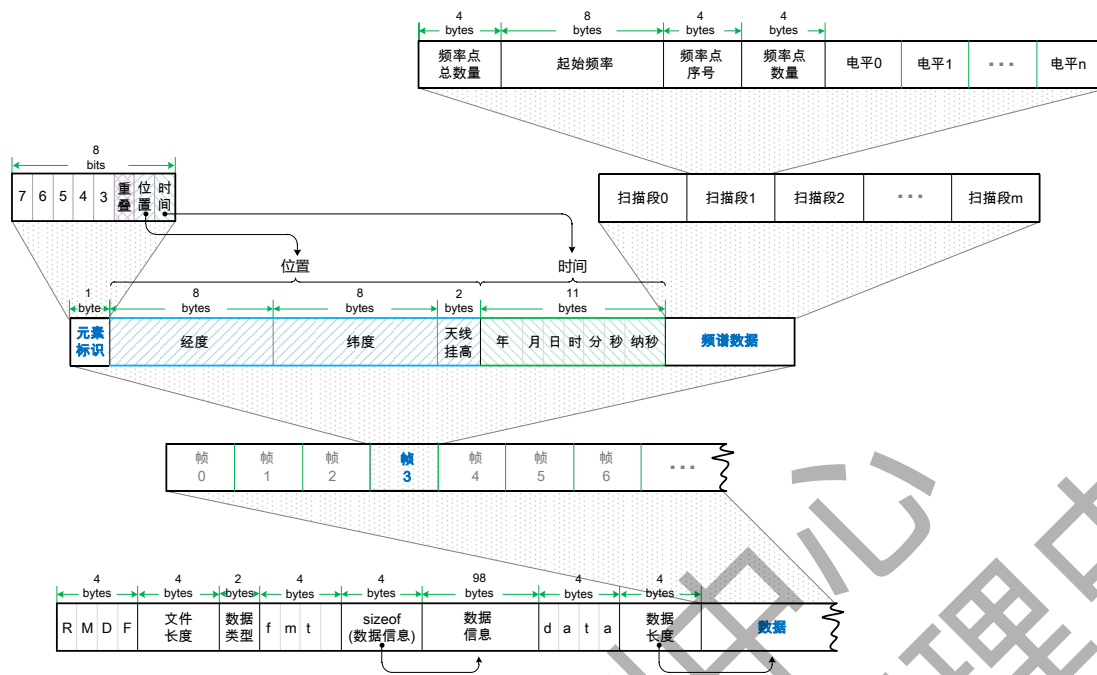 4 8 4 4
bytes bytes bytes bytes
频率点 起始频率 频率点 频率点 电平0 电平1 ▪▪▪ 电平n
总数量 序号 数量
8
bits
7 6 5 4 3 重 位 时
叠 置 间
扫描段0 扫描段1 扫描段2 ▪▪▪ 扫描段m
位置 时间
1 8 8 2 11
byte bytes bytes bytes bytes
元素 经度 纬度 天线 年 月 日 时 分 秒 纳秒 频谱数据
标识 挂高
帧 帧 帧 帧 帧 帧 帧 ▪▪▪
0 1 2 3 4 5 6
4 4 2 4 4 98 4 4
bytes bytes bytes bytes bytes bytes bytes bytes
R M D F 文件 数据 f m t sizeof 数据 d a t a 数据 数据
长度 类型 (数据信息) 信息 长度
中心
理中